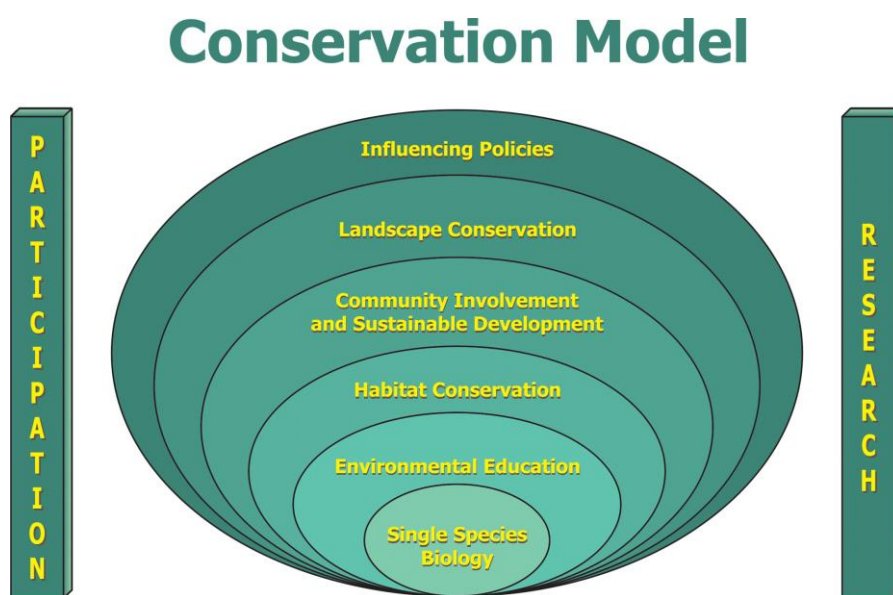 Conservation Model
PARTICIPATION
Influencing Policies
Landscape Conservation
Community Involvement
and Sustainable Development
Habitat Conservation
Environmental Education
Single Species
Biology
RESEARCH